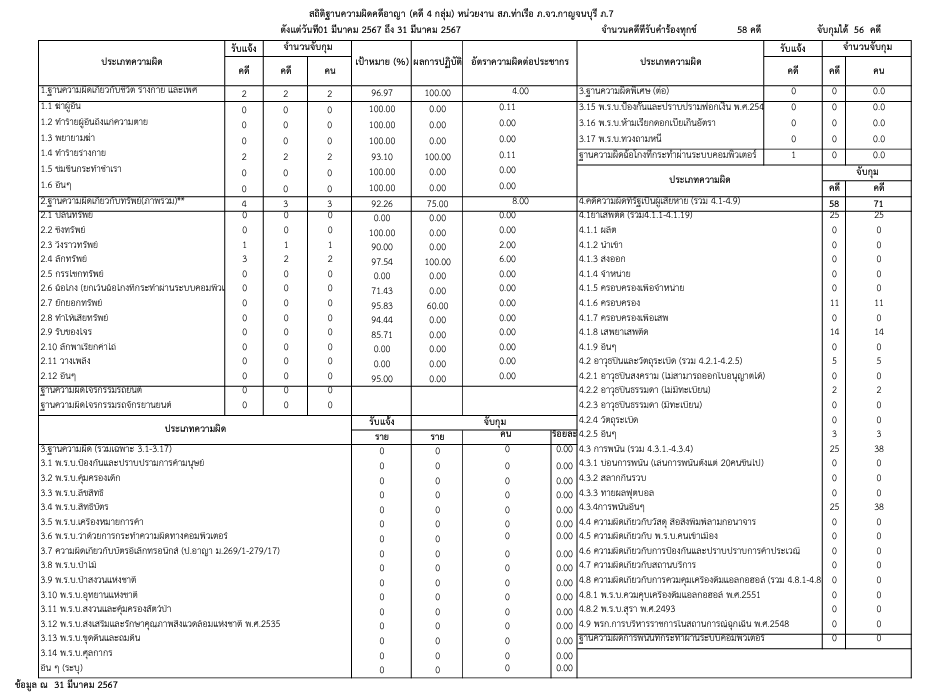 สถิติฐานความผิดคดีอาญา (คดี 4 กลุ่ม) หน่วยงาน สภ.ท่าเรือ ภ.จว.กาญจนบุรี ภ.7
ตั้งแต่วันที่01 มีนาคม 2567 ถึง 31 มีนาคม 2567 จำนวนคดีที่รับคำร้องทุกข์ 58 คดี จับกุมได้ 56 คดี
ประเภทความผิด รับแจ้ง จำนวนจับกุม เป้าหมาย (%) ผลการปฏิบัติ อัตราความผิดต่อประชากร
คดี คดี คน
1.ฐานความผิดเกี่ยวกับชีวิต ร่างกาย และเพศ 2 2 2 96.97 100.00 4.00
1.1 ฆ่าผู้อื่น 0 0 0 100.00 0.00 0.11
1.2 ทำร้ายผู้อื่นถึงแก่ความตาย 0 0 0 100.00 0.00 0.00
1.3 พยายามฆ่า 0 0 0 100.00 0.00 0.00
1.4 ทำร้ายร่างกาย 2 2 2 93.10 100.00 0.11
1.5 ข่มขืนกระทำชำเรา 0 0 0 100.00 0.00 0.00
1.6 อื่นๆ 0 0 0 100.00 0.00 0.00
2.ฐานความผิดเกี่ยวกับทรัพย์(ภาพรวม)** 4 3 3 92.26 75.00 8.00
2.1 ปล้นทรัพย์ 0 0 0 0.00 0.00 0.00
2.2 ชิงทรัพย์ 0 0 0 100.00 0.00 0.00
2.3 วิ่งราวทรัพย์ 1 1 1 90.00 0.00 2.00
2.4 ลักทรัพย์ 3 2 2 97.54 100.00 6.00
2.5 กรรโชกทรัพย์ 0 0 0 0.00 0.00 0.00
2.6 ฉ้อโกง (ยกเว้นฉ้อโกงที่กระทำผ่านระบบคอมพิวเ 0 0 0 71.43 0.00 0.00
2.7 ยักยอกทรัพย์ 0 0 0 95.83 60.00 0.00
2.8 ทำให้เสียทรัพย์ 0 0 0 94.44 0.00 0.00
2.9 รับของโจร 0 0 0 85.71 0.00 0.00
2.10 ลักพาเรียกค่าไถ่ 0 0 0 0.00 0.00 0.00
2.11 วางเพลิง 0 0 0 0.00 0.00 0.00
2.12 อื่นๆ 0 0 0 95.00 0.00 0.00
ฐานความผิดโจรกรรมรถยนต์ 0 0 0
ฐานความผิดโจรกรรมรถจักรยานยนต์ 0 0 0
ประเภทความผิด รับแจ้ง จับกุม
ราย ราย คน ร้อยละ
3.ฐานความผิด (รวมเฉพาะ 3.1-3.17) 0 0 0 0.00
3.1 พ.ร.บ.ป้องกันและปราบปรามการค้ามนุษย์ 0 0 0 0.00
3.2 พ.ร.บ.คุ้มครองเด็ก 0 0 0 0.00
3.3 พ.ร.บ.ลิขสิทธิ์ 0 0 0 0.00
3.4 พ.ร.บ.สิทธิบัตร 0 0 0 0.00
3.5 พ.ร.บ.เครื่องหมายการค้า 0 0 0 0.00
3.6 พ.ร.บ.ว่าด้วยการกระทำความผิดทางคอมพิวเตอร์ 0 0 0 0.00
3.7 ความผิดเกี่ยวกับบัตรอิเล็กทรอนิกส์ (ป.อาญา ม.269/1-279/17) 0 0 0 0.00
3.8 พ.ร.บ.ป่าไม้ 0 0 0 0.00
3.9 พ.ร.บ.ป่าสงวนแห่งชาติ 0 0 0 0.00
3.10 พ.ร.บ.อุทยานแห่งชาติ 0 0 0 0.00
3.11 พ.ร.บ.สงวนและคุ้มครองสัตว์ป่า 0 0 0 0.00
3.12 พ.ร.บ.ส่งเสริมและรักษาคุณภาพสิ่งแวดล้อมแห่งชาติ พ.ศ.2535 0 0 0 0.00
3.13 พ.ร.บ.ขุดดินและถมดิน 0 0 0 0.00
3.14 พ.ร.บ.ศุลกากร 0 0 0 0.00
อื่น ๆ (ระบุ) 0 0 0 0.00
ประเภทความผิด รับแจ้ง จำนวนจับกุม
คดี คดี คน
3.ฐานความผิดพิเศษ (ต่อ) 0 0 0.0
3.15 พ.ร.บ.ป้องกันและปราบปรามฟอกเงิน พ.ศ.254 0 0 0.0
3.16 พ.ร.บ.ห้ามเรียกดอกเบี้ยเกินอัตรา 0 0 0.0
3.17 พ.ร.บ.ทวงถามหนี้ 0 0 0.0
ฐานความผิดฉ้อโกงที่กระทำผ่านระบบคอมพิวเตอร์ 1 0 0.0
ประเภทความผิด จับกุม
คดี คดี
4.คดีความผิดที่รัฐเป็นผู้เสียหาย (รวม 4.1-4.9) 58 71
4.1ยาเสพติด (รวม4.1.1-4.1.19) 25 25
4.1.1 ผลิต 0 0
4.1.2 นำเข้า 0 0
4.1.3 ส่งออก 0 0
4.1.4 จำหน่าย 0 0
4.1.5 ครอบครองเพื่อจำหน่าย 0 0
4.1.6 ครอบครอง 11 11
4.1.7 ครอบครองเพื่อเสพ 0 0
4.1.8 เสพยาเสพติด 14 14
4.1.9 อื่นๆ 0 0
4.2 อาวุธปืนและวัตถุระเบิด (รวม 4.2.1-4.2.5) 5 5
4.2.1 อาวุธปืนสงคราม (ไม่สามารถออกใบอนุญาตได้) 0 0
4.2.2 อาวุธปืนธรรมดา (ไม่มีทะเบียน) 2 2
4.2.3 อาวุธปืนธรรมดา (มีทะเบียน) 0 0
4.2.4 วัตถุระเบิด 0 0
4.2.5 อื่นๆ 3 3
4.3 การพนัน (รวม 4.3.1.-4.3.4) 25 38
4.3.1 บ่อนการพนัน (เล่นการพนันตั้งแต่ 20คนขึ้นไป) 0 0
4.3.2 สลากกินรวบ 0 0
4.3.3 ทายผลฟุตบอล 0 0
4.3.4การพนันอื่นๆ 25 38
4.4 ความผิดเกี่ยวกับวัสดุ สื่อสิ่งพิมพ์ลามกอนาจาร 0 0
4.5 ความผิดเกี่ยวกับ พ.ร.บ.คนเข้าเมือง 0 0
4.6 ความผิดเกี่ยวกับการป้องกันและปราบปราบการค้าประเวณี 0 0
4.7 ความผิดเกี่ยวกับสถานบริการ 0 0
4.8 ความผิดเกี่ยวกับการควคมุเครื่องดื่มแอลกอฮอล์ (รวม 4.8.1-4.8 0 0
4.8.1 พ.ร.บ.ควมคุบเครื่องดื่มแอลกอฮอล์ พ.ศ.2551 0 0
4.8.2 พ.ร.บ.สุรา พ.ศ.2493 0 0
4.9 พรก.การบริหารราชการในสถานการณ์ฉุกเฉิน พ.ศ.2548 0 0
ฐานความผิดการพนันที่กระทำผ่านระบบคอมพิวเตอร์ 0 0
ข้อมูล ณ 31 มีนาคม 2567